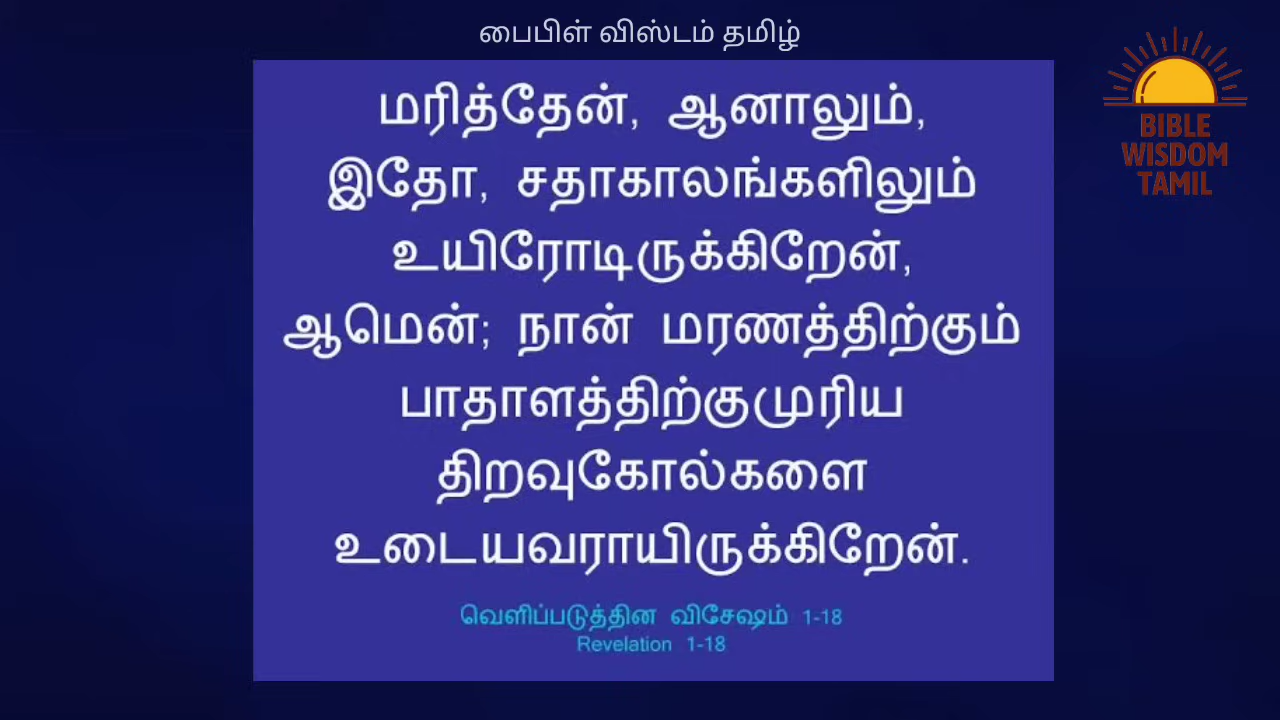 பைபிள் விஸ்டம் தமிழ்
மரித்தேன், ஆனாலும்,
இதோ, சதாகாலங்களிலும்
உயிரோடிருக்கிறேன்,
ஆமென்; நான் மரணத்திற்கும்
பாதாளத்திற்குமுரிய
திறவுகோல்களை
உடையவராயிருக்கிறேன்.
வெளிப்படுத்தின விசேஷம் 1-18
Revelation 1-18
BIBLE
WISDOM
TAMIL